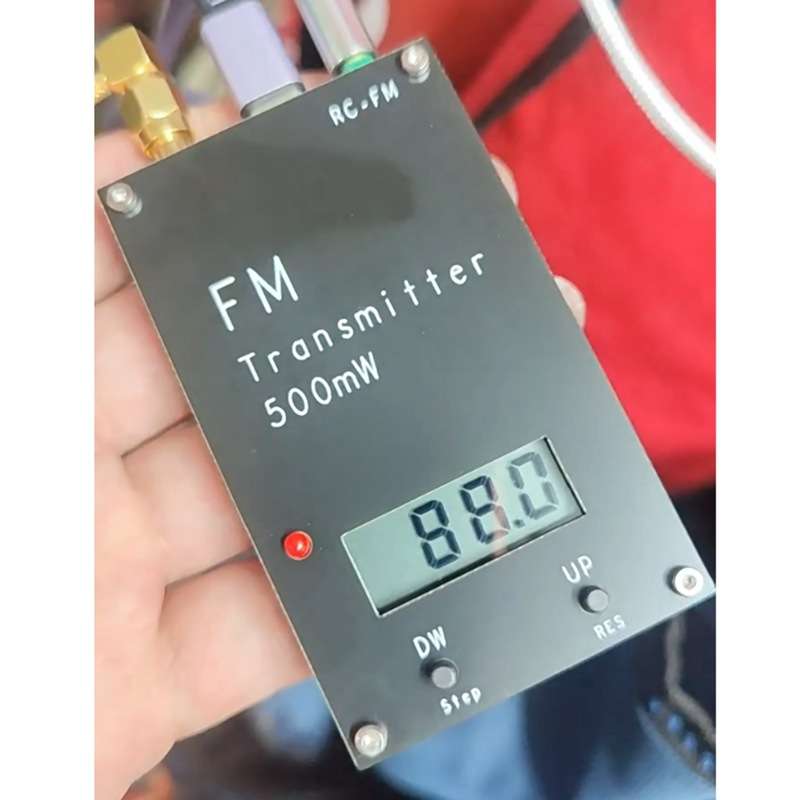 RC-FM
FM
Transmitter
500mW
88.0
UP
RES
DW
Step